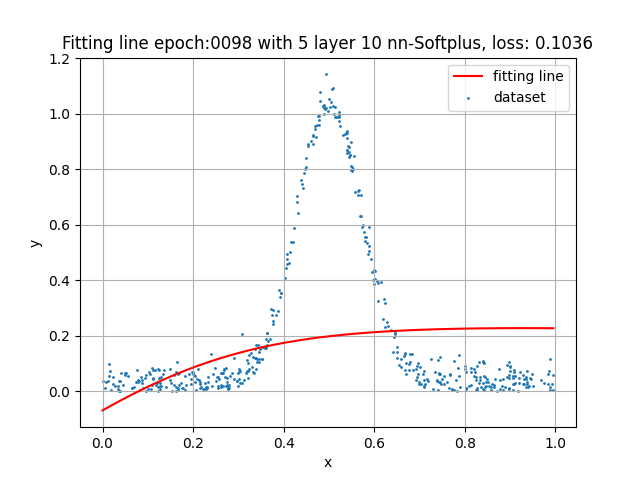 Fitting line epoch:0098 with 5 layer 10 nn-Softplus, loss: 0.1036
fitting line
dataset
1.2
1.0
0.8
0.6
0.4
0.2
0.0
y
0.0 0.2 0.4 0.6 0.8 1.0
x